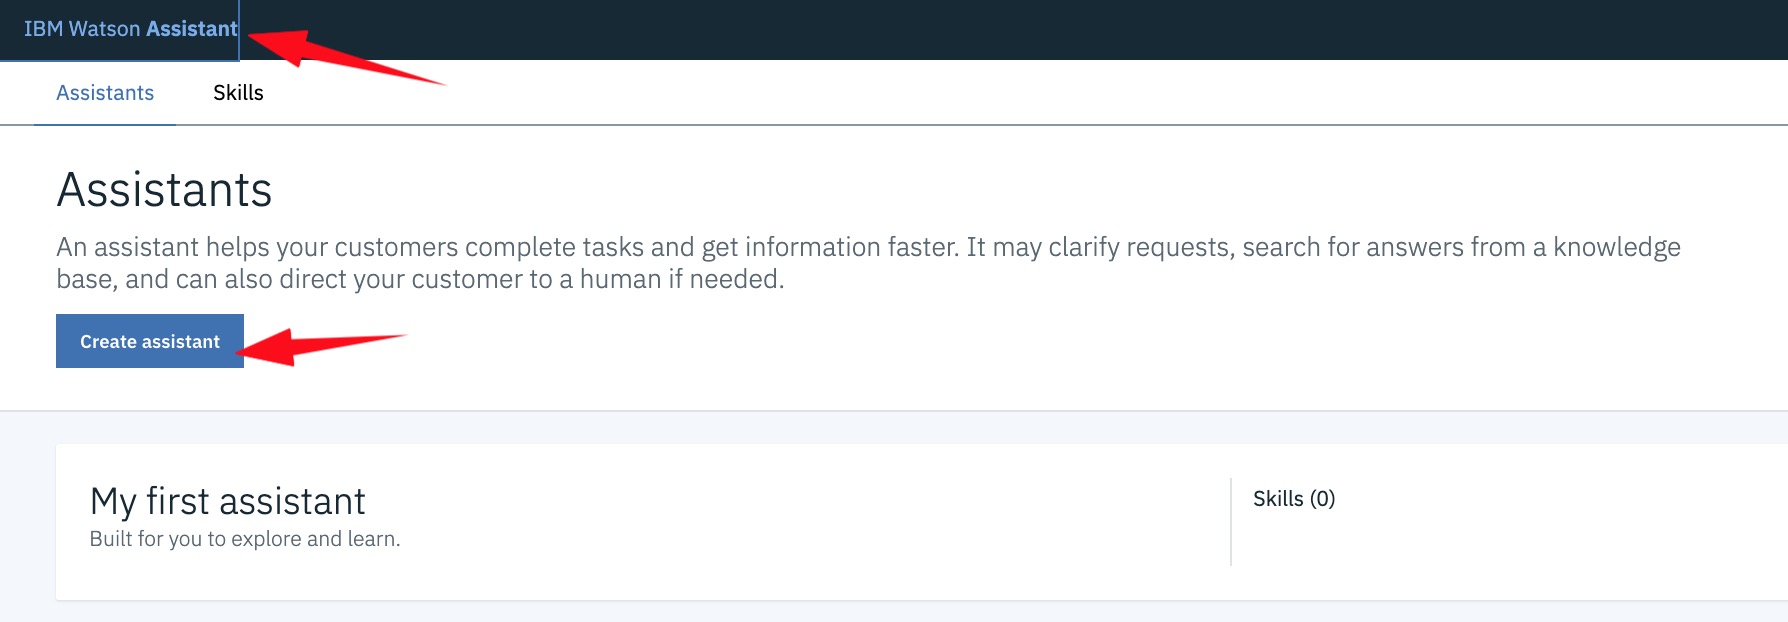 IBM Watson Assistant
Assistants Skills
Assistants
An assistant helps your customers complete tasks and get information faster. It may clarify requests, search for answers from a knowledge
base, and can also direct your customer to a human if needed.
Create assistant
My first assistant
Built for you to explore and learn.
Skills (0)